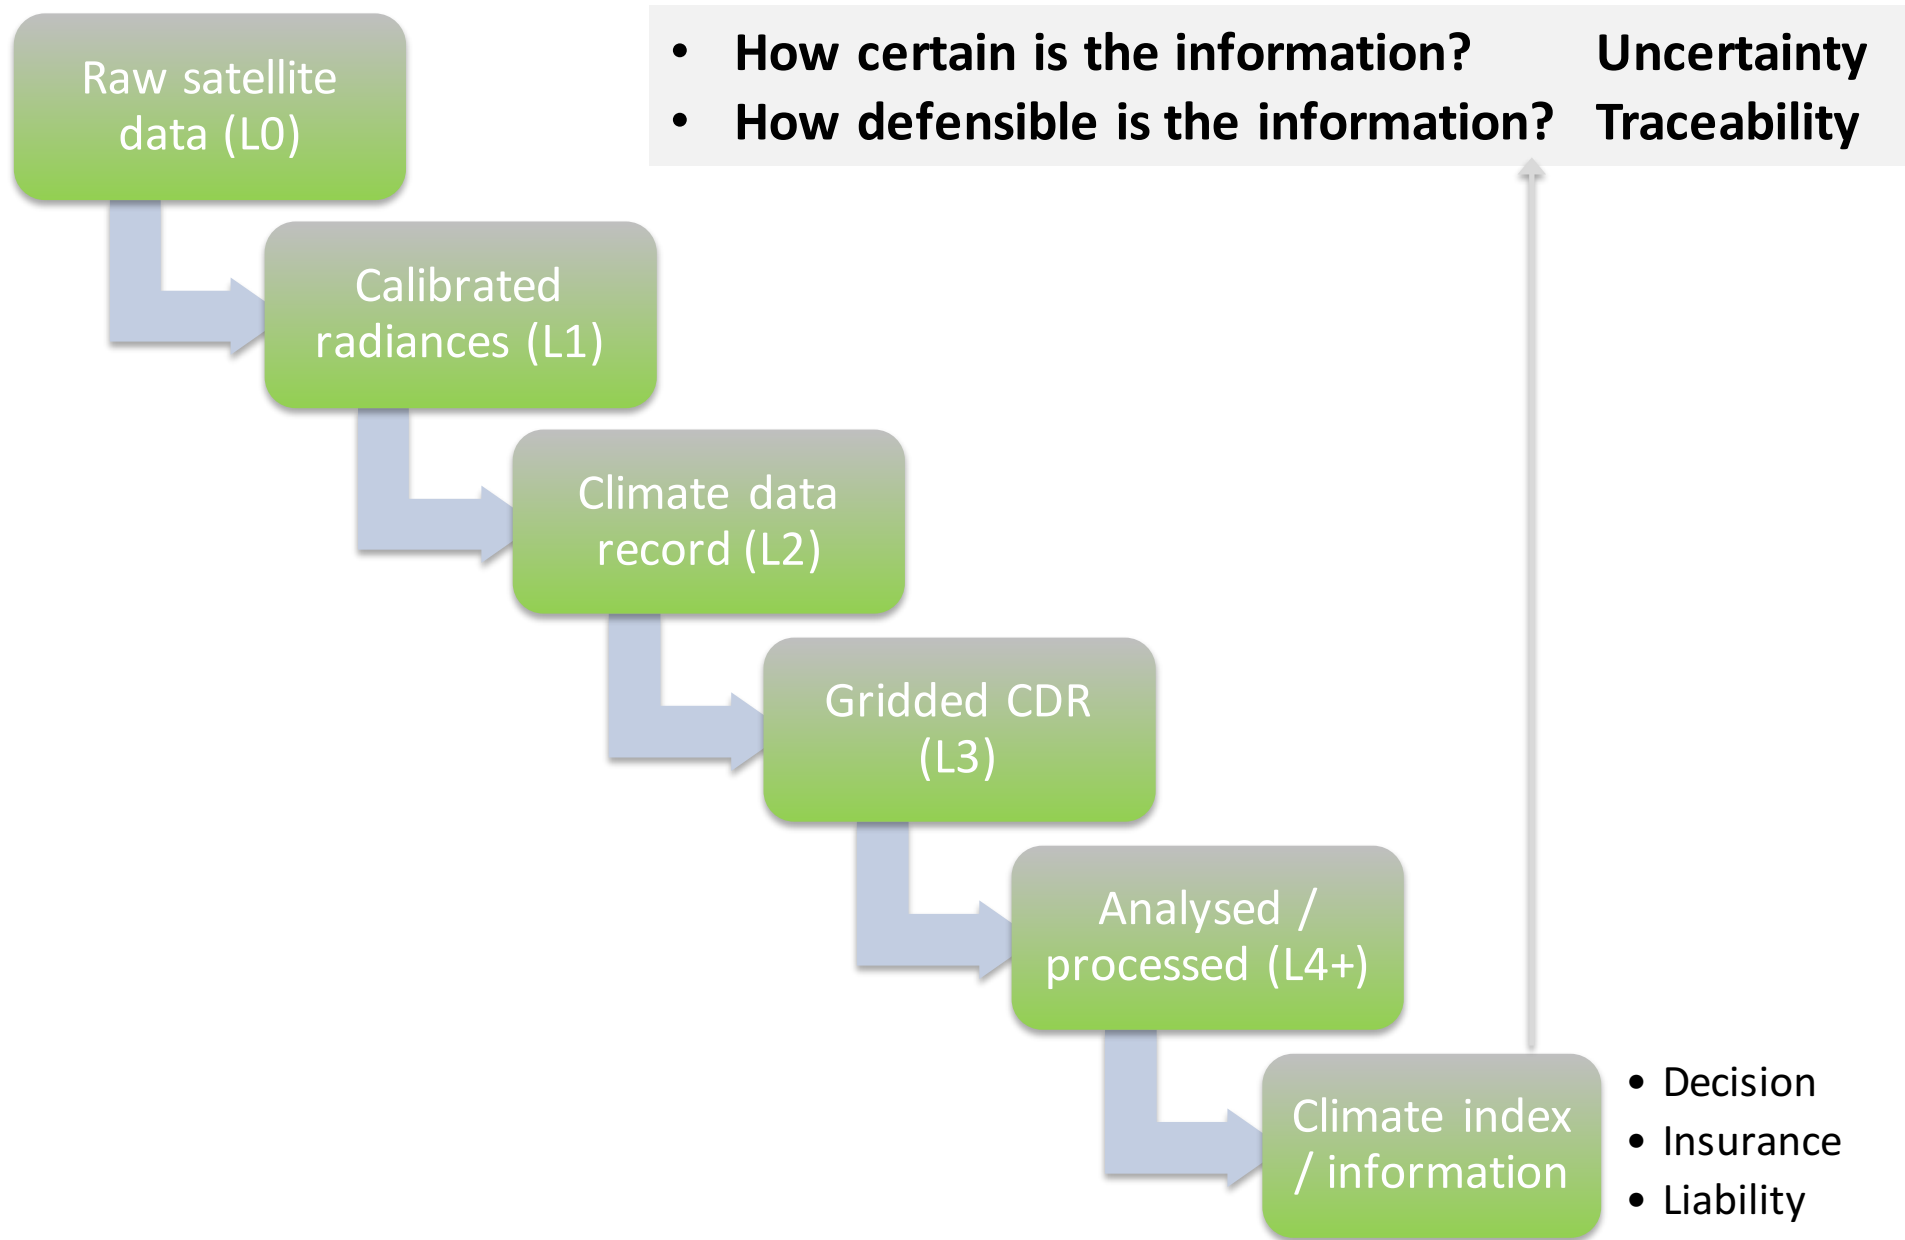 Raw satellite
data (L0)
• How certain is the information? Uncertainty
• How defensible is the information? Traceability
Calibrated
radiances (L1)
Climate data
record (L2)
Gridded CDR
(L3)
Analysed /
processed (L4+)
Climate index
/ information
• Decision
• Insurance
• Liability